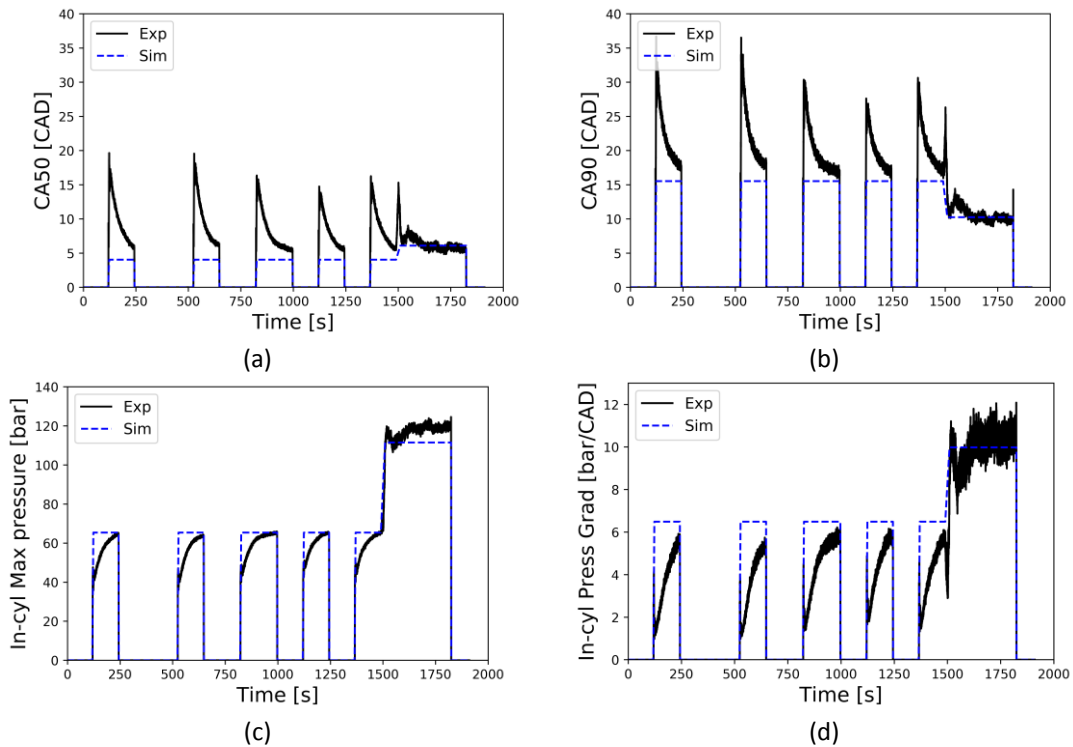 40
35
30
25
20
15
10
5
0
CA50 [CAD]
Exp
Sim
0 250 500 750 1000 1250 1500 1750 2000
Time [s]
(a)
40
35
30
25
20
15
10
5
0
CA90 [CAD]
Exp
Sim
0 250 500 750 1000 1250 1500 1750 2000
Time [s]
(b)
140
120
100
80
60
40
20
0
In-cyl Max pressure [bar]
Exp
Sim
0 250 500 750 1000 1250 1500 1750 2000
Time [s]
(c)
12
10
8
6
4
2
0
In-cyl Press Grad [bar/CAD]
Exp
Sim
0 250 500 750 1000 1250 1500 1750 2000
Time [s]
(d)